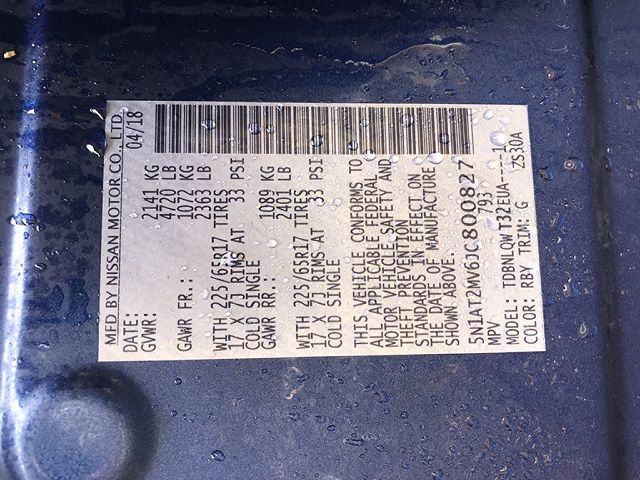 MFD BY NISSAN MOTOR CO., LTD.
DATE: 04/18
GVWR: 2141 KG
4720 LB
GAWR FR.: 1072 KG
2363 LB
WITH 225/65R17 TIRES
17 X 7J RIMS AT 33 PSI
COLD SINGLE
GAWR RR.: 1089 KG
2401 LB
WITH 225/65R17 TIRES
17 X 7J RIMS AT 33 PSI
COLD SINGLE
THIS VEHICLE CONFORMS TO
ALL APPLICABLE FEDERAL
MOTOR VEHICLE SAFETY AND
THEFT PREVENTION
STANDARDS IN EFFECT ON
THE DATE OF MANUFACTURE
SHOWN ABOVE.
5N1AT2MV6JC800827
MPV 793
MODEL: TDBNLOW T32EUA----1
COLOR: RBY TRIM: G ZS30A